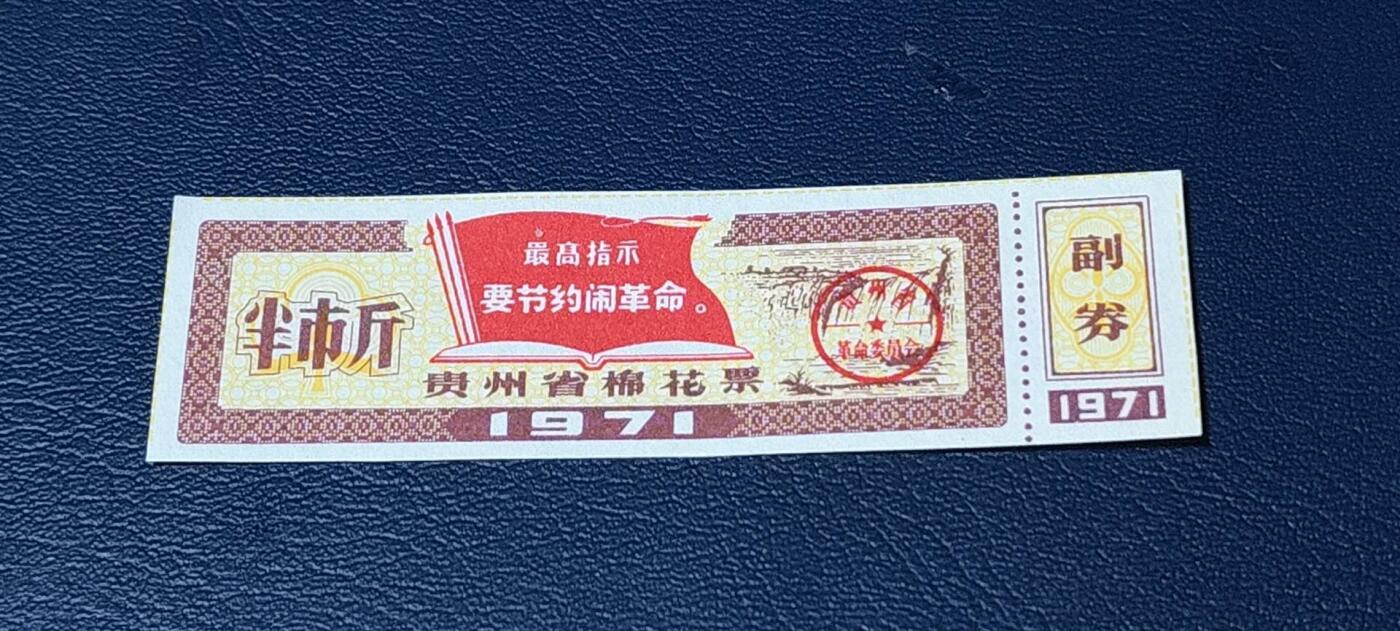 最高指示
要节约闹革命。
半市斤
贵州省棉花票
1971
革命委员会
副券
1971